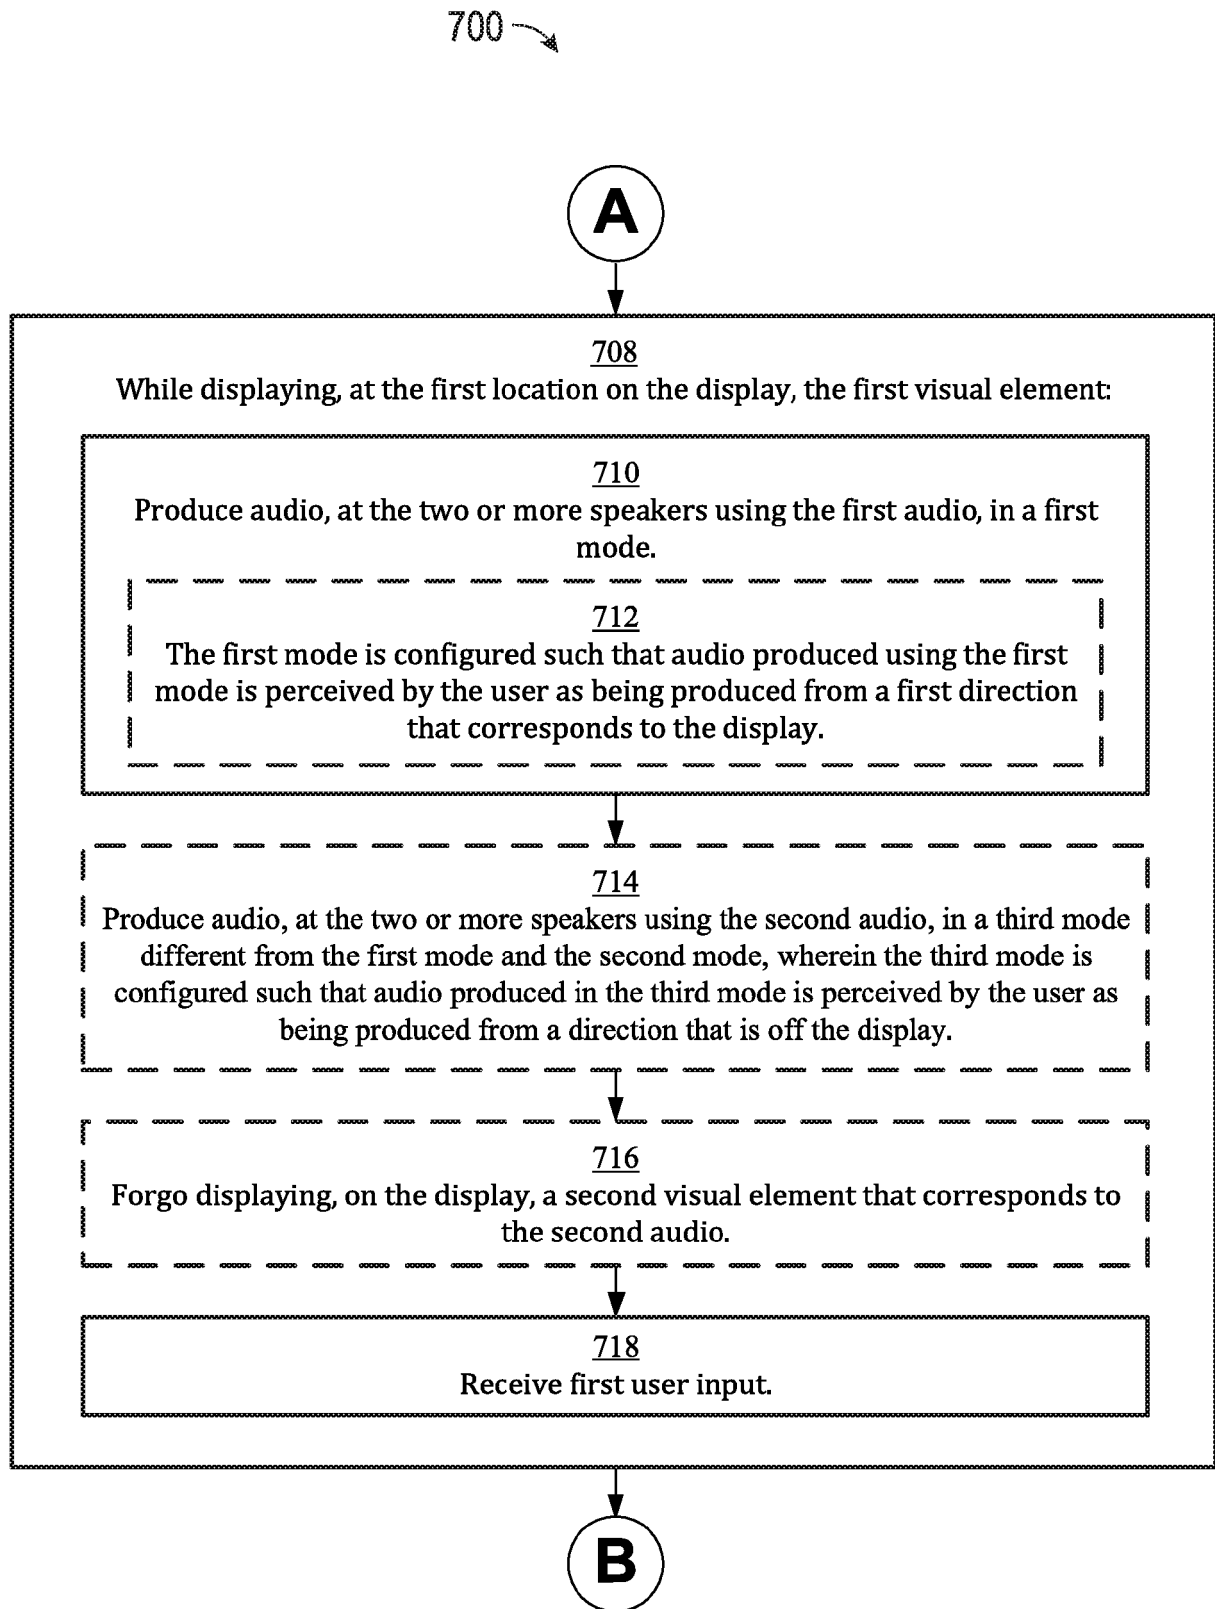 700
A
708
While displaying, at the first location on the display, the first visual element:
710
Produce audio, at the two or more speakers using the first audio, in a first
mode.
712
The first mode is configured such that audio produced using the first
mode is perceived by the user as being produced from a first direction
that corresponds to the display.
714
Produce audio, at the two or more speakers using the second audio, in a third mode
different from the first mode and the second mode, wherein the third mode is
configured such that audio produced in the third mode is perceived by the user as
being produced from a direction that is off the display.
716
Forgo displaying, on the display, a second visual element that corresponds to
the second audio.
718
Receive first user input.
B